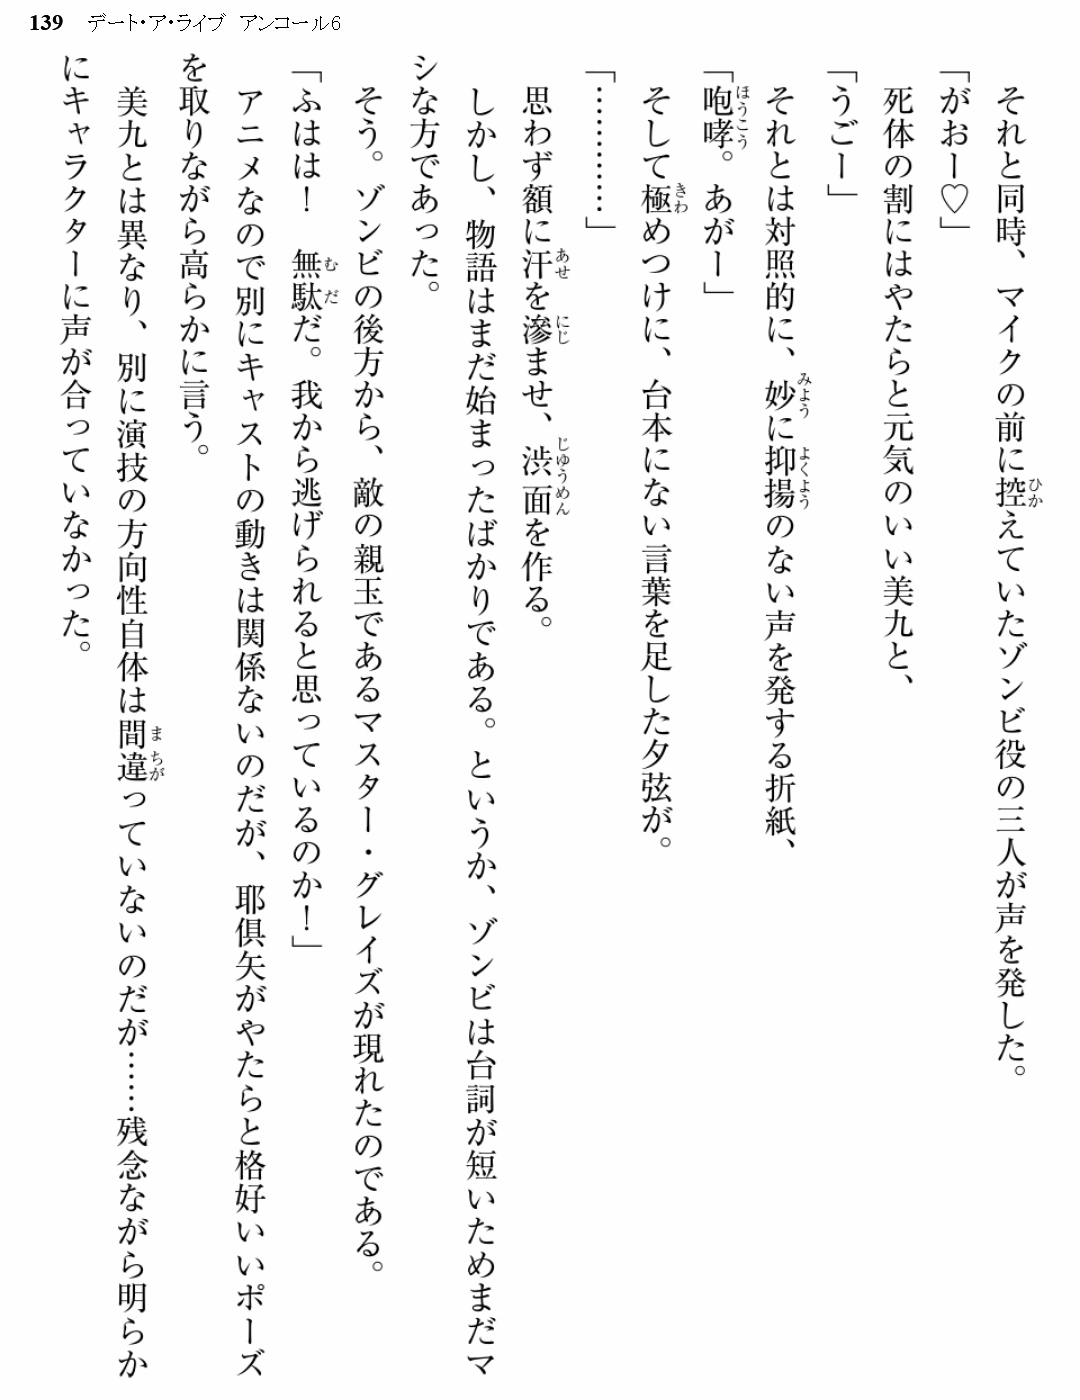 139 デート・ア・ライブ アンコール6
それと同時、マイクの前に控えていたゾンビ役の三人が声を発した。
「がおー♡」
死体の割にはやたらと元気のいい美九と、
「うごー」
それとは対照的に、妙に抑揚のない声を発する折紙、
「咆哮。あがー」
そして極めつけに、台本にない言葉を足した夕弦が。
「…………」
思わず額に汗を滲ませ、渋面を作る。
しかし、物語はまだ始まったばかりである。というか、ゾンビは台詞が短いためまだマ
シな方であった。
そう。ゾンビの後方から、敵の親玉であるマスター・グレイズが現れたのである。
「ふはは！　無駄だ。我から逃げられると思っているのか！」
アニメなので別にキャストの動きは関係ないのだが、耶倶矢がやたらと格好いいポーズ
を取りながら高らかに言う。
美九とは異なり、別に演技の方向性自体は間違っていないのだが……残念ながら明らか
にキャラクターに声が合っていなかった。